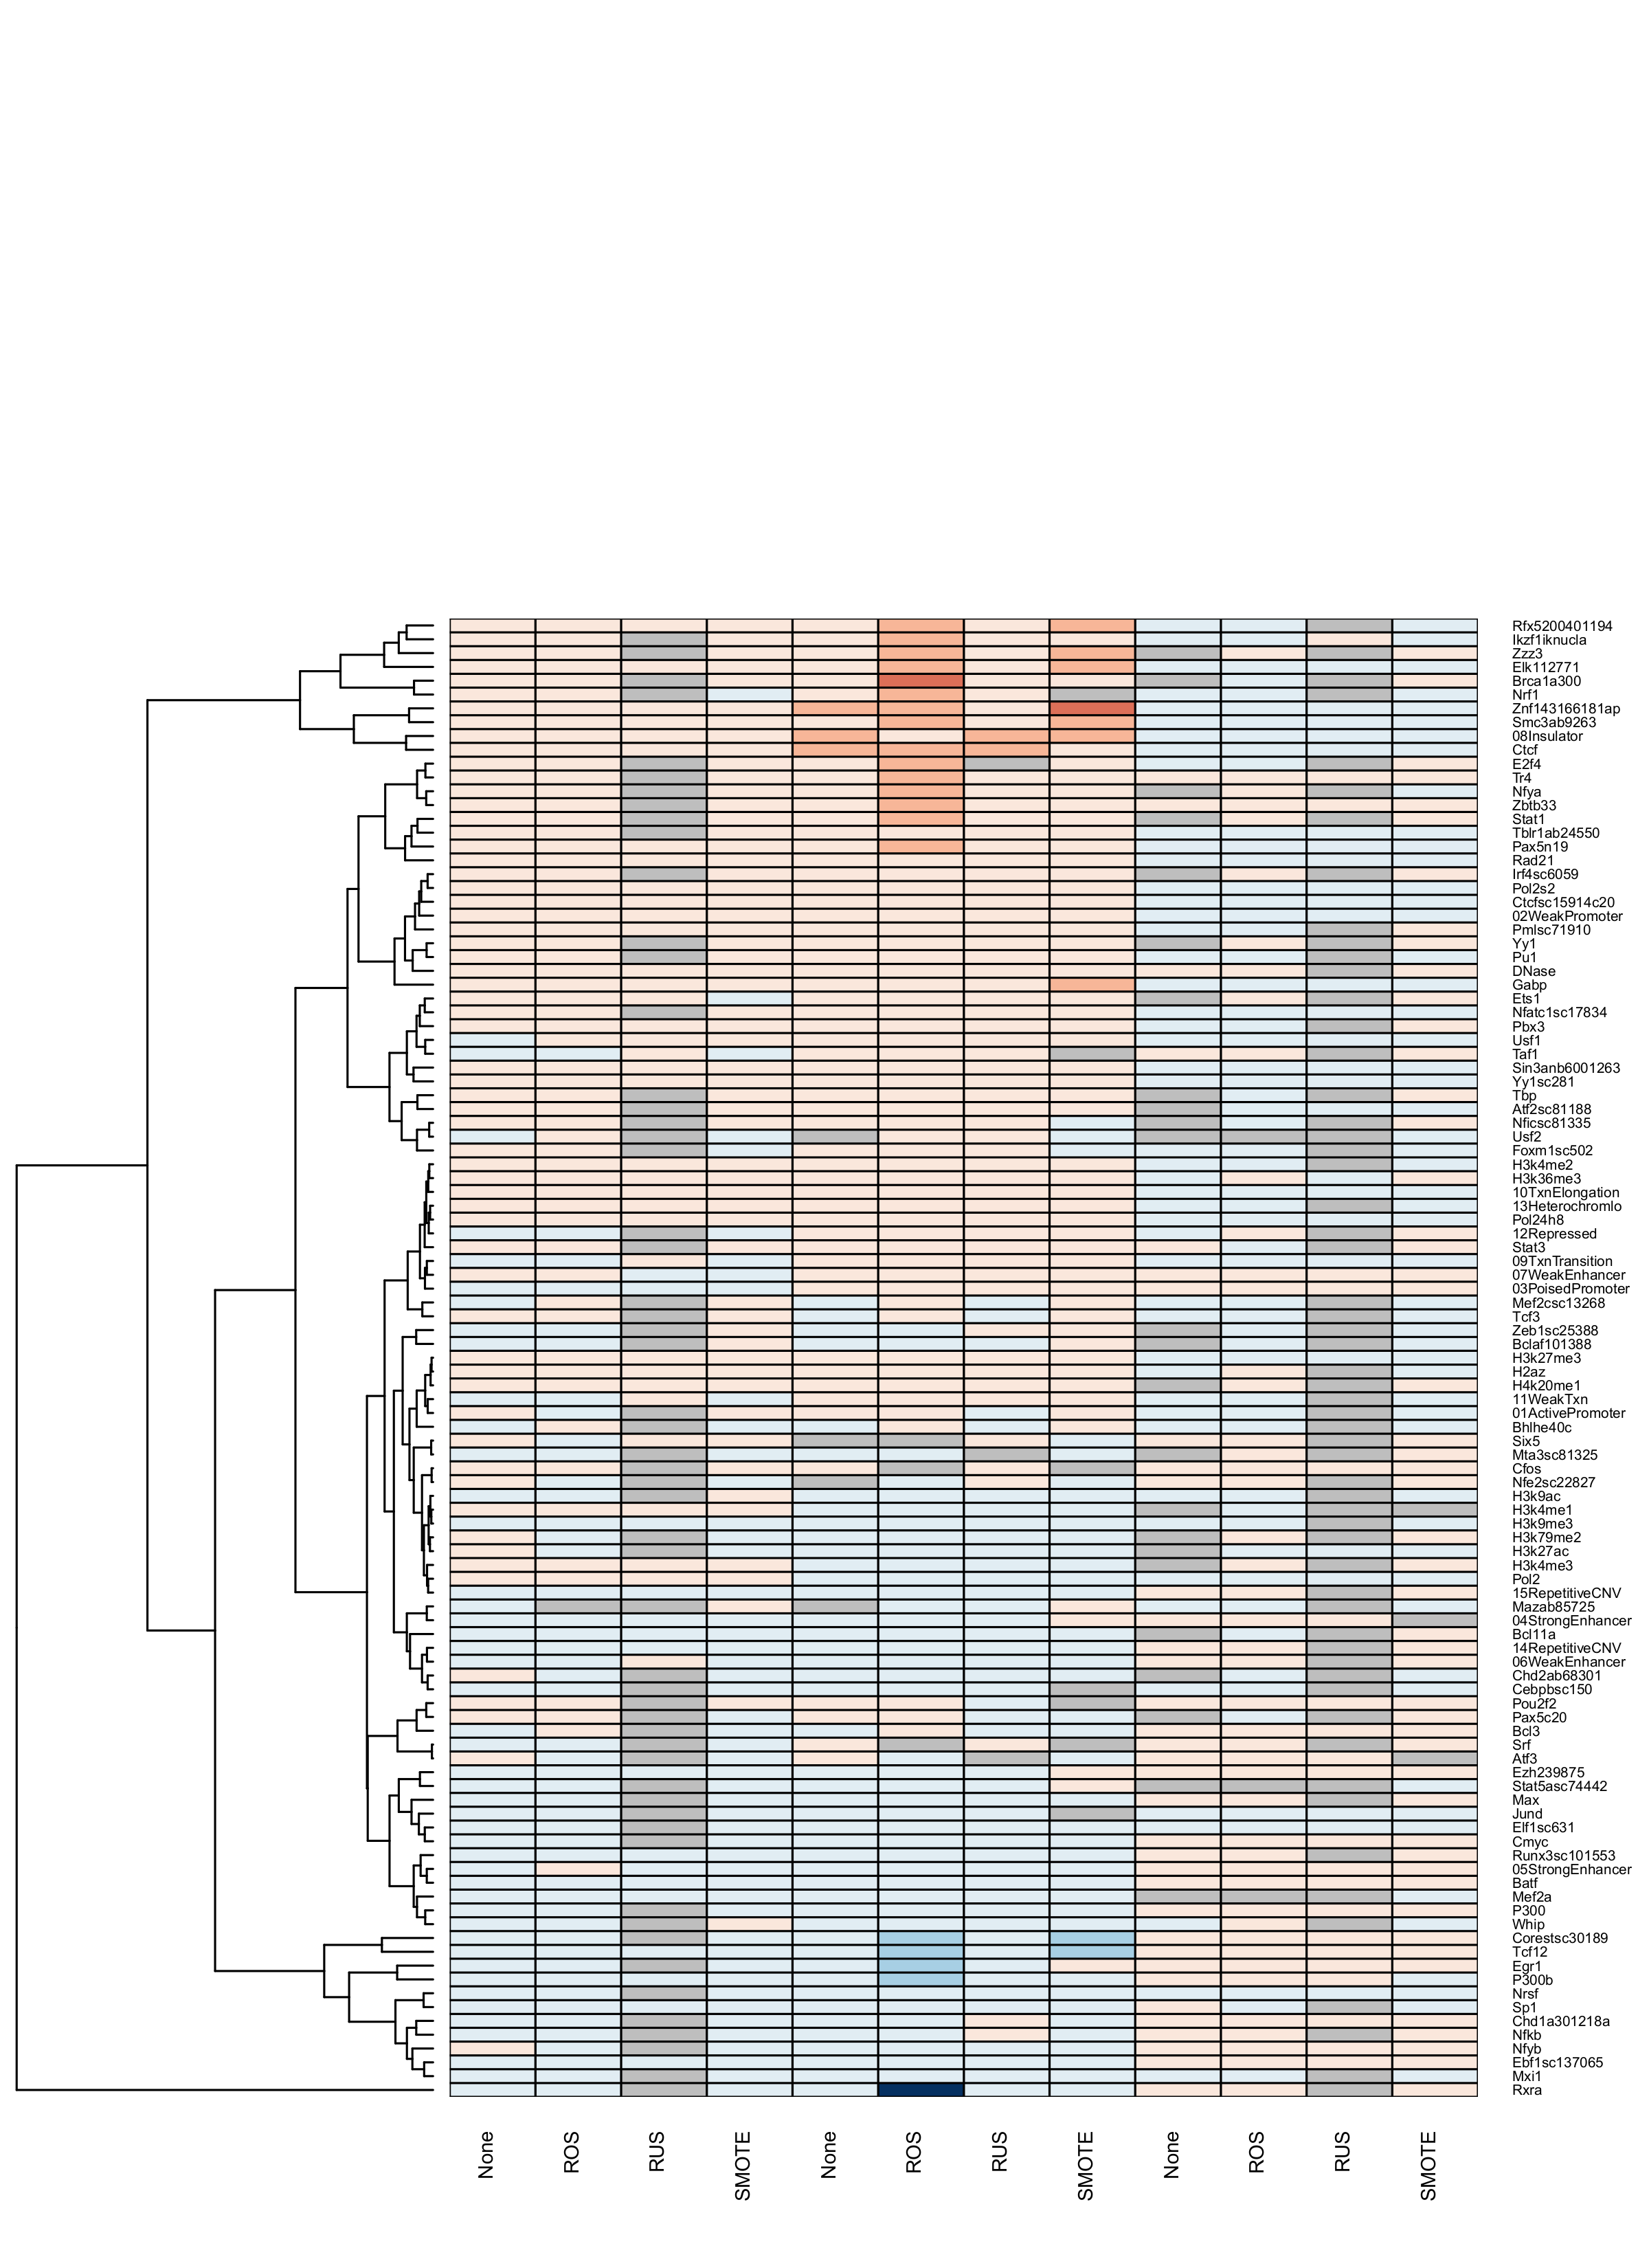 Rfx5200401194
Ikzf1iknucla
Zzz3
Elk112771
Brca1a300
Nrf1
Znf143166181ap
Smc3ab9263
08Insulator
Ctcf
E2f4
Tr4
Nfya
Zbtb33
Stat1
Tblr1ab24550
Pax5n19
Rad21
Irf4sc6059
Pol2s2
Ctcfsc15914c20
02WeakPromoter
Pmlsc71910
Yy1
Pu1
DNase
Gabp
Ets1
Nfatc1sc17834
Pbx3
Usf1
Taf1
Sin3anb6001263
Yy1sc281
Tbp
Atf2sc81188
Nficsc81335
Usf2
Foxm1sc502
H3k4me2
H3k36me3
10TxnElongation
13Heterochromlo
Pol24h8
12Repressed
Stat3
09TxnTransition
07WeakEnhancer
03PoisedPromoter
Mef2csc13268
Tcf3
Zeb1sc25388
Bclaf101388
H3k27me3
H2az
H4k20me1
11WeakTxn
01ActivePromoter
Bhlhe40c
Six5
Mta3sc81325
Cfos
Nfe2sc22827
H3k9ac
H3k4me1
H3k9me3
H3k79me2
H3k27ac
H3k4me3
Pol2
15RepetitiveCNV
Mazab85725
04StrongEnhancer
Bcl11a
14RepetitiveCNV
06WeakEnhancer
Chd2ab68301
Cebpbsc150
Pou2f2
Pax5c20
Bcl3
Srf
Atf3
Ezh239875
Stat5asc74442
Max
Jund
Elf1sc631
Cmyc
Runx3sc101553
05StrongEnhancer
Batf
Mef2a
P300
Whip
Corestsc30189
Tcf12
Egr1
P300b
Nrsf
Sp1
Chd1a301218a
Nfkb
Nfyb
Ebf1sc137065
Mxi1
Rxra
None
ROS
RUS
SMOTE
None
ROS
RUS
SMOTE
None
ROS
RUS
SMOTE